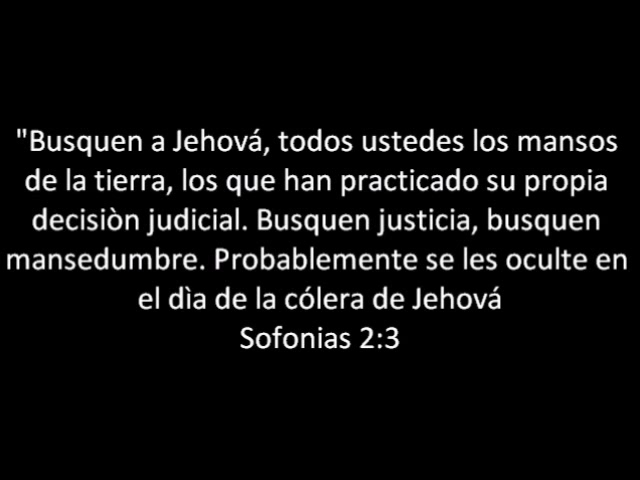 "Busquen a Jehová, todos ustedes los mansos
de la tierra, los que han practicado su propia
decisiòn judicial. Busquen justicia, busquen
mansedumbre. Probablemente se les oculte en
el dìa de la cólera de Jehová
Sofonias 2:3